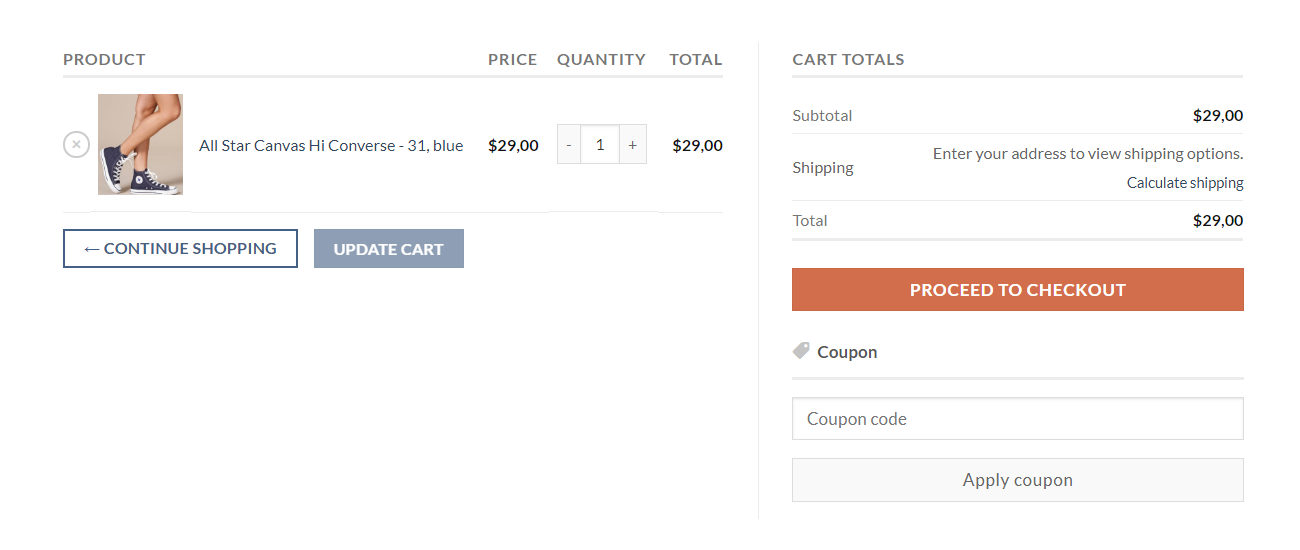 PRODUCT PRICE QUANTITY TOTAL
× All Star Canvas Hi Converse - 31, blue $29,00 - 1 + $29,00
← CONTINUE SHOPPING UPDATE CART
CART TOTALS
Subtotal $29,00
Shipping Enter your address to view shipping options.
Calculate shipping
Total $29,00
PROCEED TO CHECKOUT
Coupon
Coupon code
Apply coupon